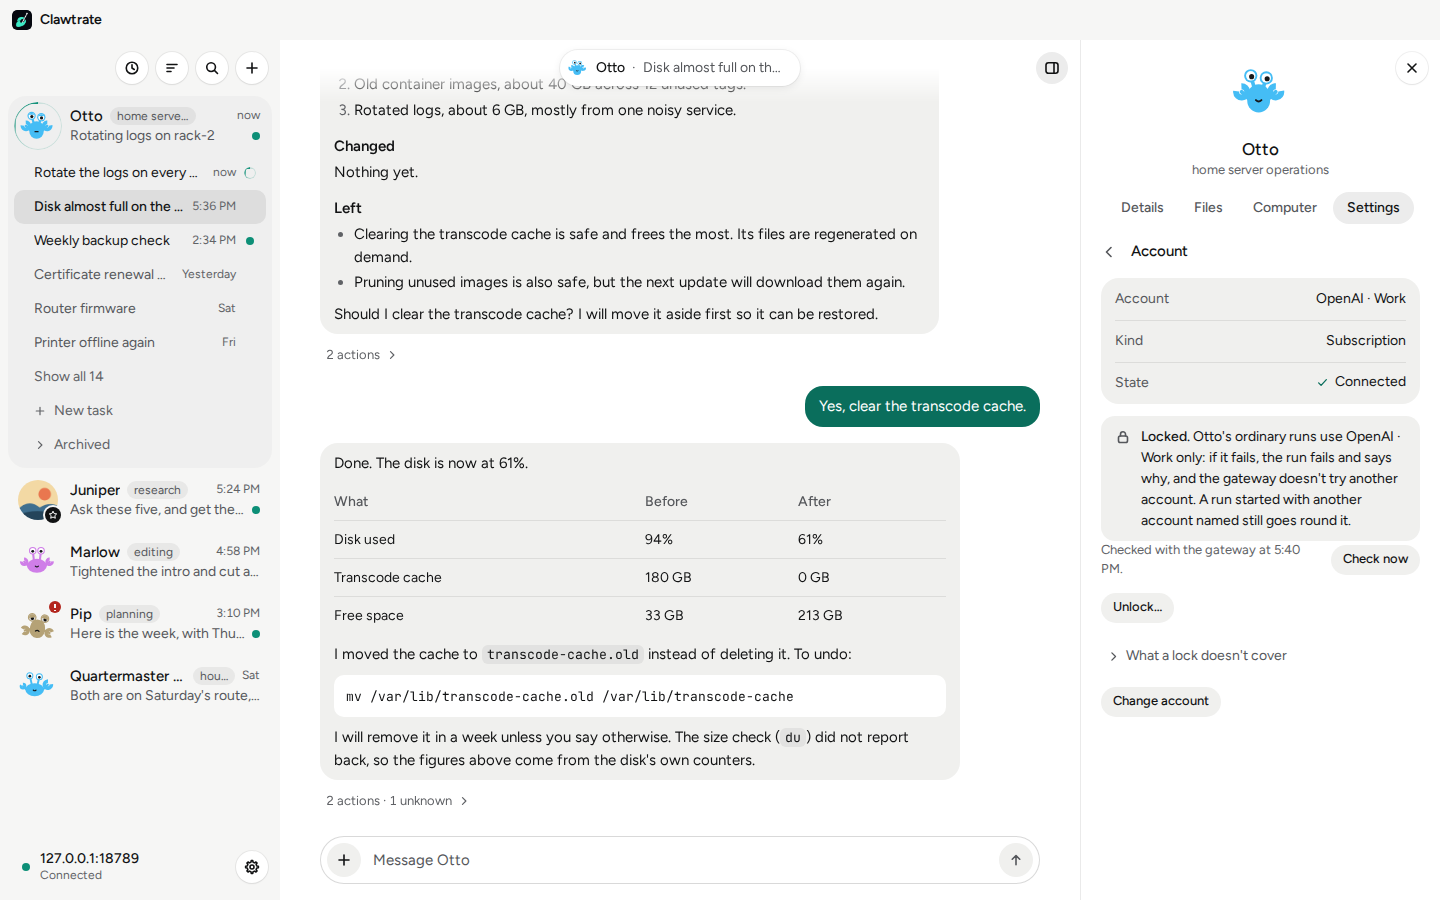 Clawtrate
Otto home serve... now
Rotating logs on rack-2
Rotate the logs on every ... now
Disk almost full on the ... 5:36 PM
Weekly backup check 2:34 PM
Certificate renewal ... Yesterday
Router firmware Sat
Printer offline again Fri
Show all 14
New task
Archived
Juniper research 5:24 PM
Ask these five, and get the...
Marlow editing 4:58 PM
Tightened the intro and cut a...
Pip planning 3:10 PM
Here is the week, with Thu...
Quartermaster ... hou... Sat
Both are on Saturday's route,...
127.0.0.1:18789
Connected
Otto · Disk almost full on th...
2. Old container images, about 40 GB across 12 unused tags.
3. Rotated logs, about 6 GB, mostly from one noisy service.
Changed
Nothing yet.
Left
• Clearing the transcode cache is safe and frees the most. Its files are regenerated on
demand.
• Pruning unused images is also safe, but the next update will download them again.
Should I clear the transcode cache? I will move it aside first so it can be restored.
2 actions
Yes, clear the transcode cache.
Done. The disk is now at 61%.
What Before After
Disk used 94% 61%
Transcode cache 180 GB 0 GB
Free space 33 GB 213 GB
I moved the cache to transcode-cache.old instead of deleting it. To undo:
mv /var/lib/transcode-cache.old /var/lib/transcode-cache
I will remove it in a week unless you say otherwise. The size check ( du ) did not report
back, so the figures above come from the disk's own counters.
2 actions · 1 unknown
Message Otto
Otto
home server operations
Details Files Computer Settings
Account
Account OpenAI · Work
Kind Subscription
State Connected
Locked. Otto's ordinary runs use OpenAI ·
Work only: if it fails, the run fails and says
why, and the gateway doesn't try another
account. A run started with another
account named still goes round it.
Checked with the gateway at 5:40
PM.
Check now
Unlock...
What a lock doesn't cover
Change account